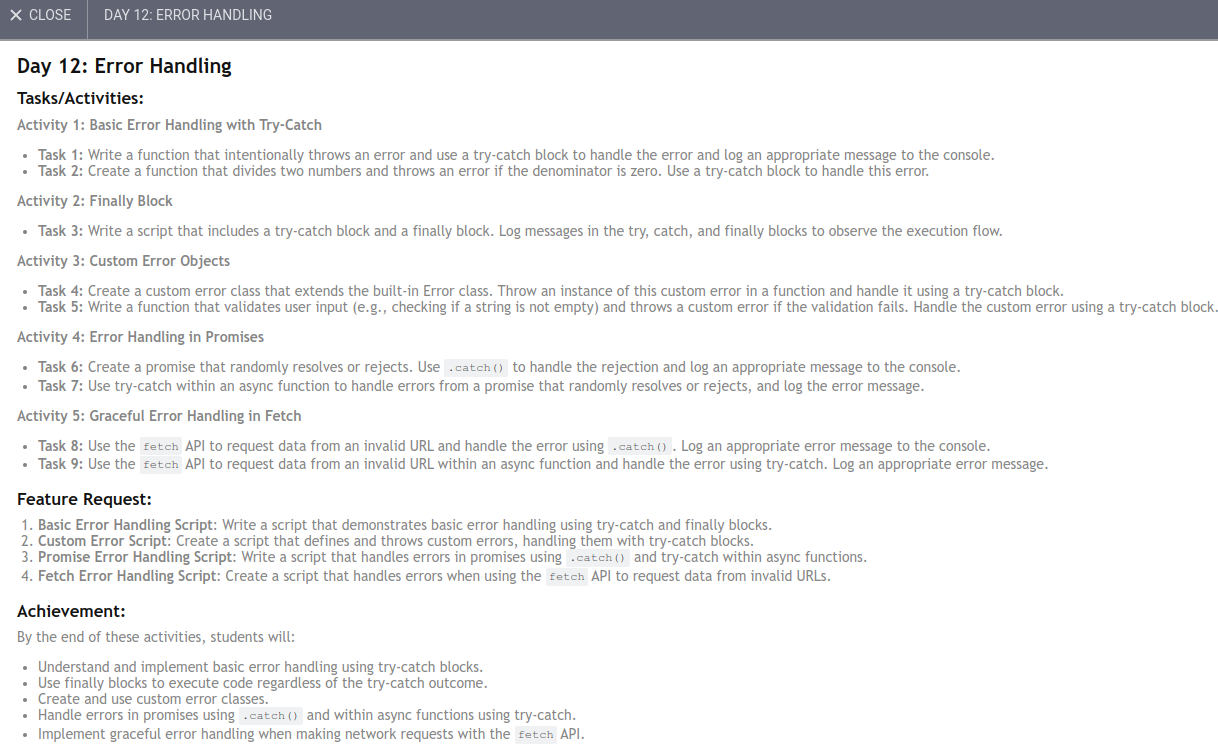 ✕ CLOSE DAY 12: ERROR HANDLING
Day 12: Error Handling
Tasks/Activities:
Activity 1: Basic Error Handling with Try-Catch
• Task 1: Write a function that intentionally throws an error and use a try-catch block to handle the error and log an appropriate message to the console.
• Task 2: Create a function that divides two numbers and throws an error if the denominator is zero. Use a try-catch block to handle this error.
Activity 2: Finally Block
• Task 3: Write a script that includes a try-catch block and a finally block. Log messages in the try, catch, and finally blocks to observe the execution flow.
Activity 3: Custom Error Objects
• Task 4: Create a custom error class that extends the built-in Error class. Throw an instance of this custom error in a function and handle it using a try-catch block.
• Task 5: Write a function that validates user input (e.g., checking if a string is not empty) and throws a custom error if the validation fails. Handle the custom error using a try-catch block.
Activity 4: Error Handling in Promises
• Task 6: Create a promise that randomly resolves or rejects. Use .catch() to handle the rejection and log an appropriate message to the console.
• Task 7: Use try-catch within an async function to handle errors from a promise that randomly resolves or rejects, and log the error message.
Activity 5: Graceful Error Handling in Fetch
• Task 8: Use the fetch API to request data from an invalid URL and handle the error using .catch(). Log an appropriate error message to the console.
• Task 9: Use the fetch API to request data from an invalid URL within an async function and handle the error using try-catch. Log an appropriate error message.
Feature Request:
1. Basic Error Handling Script: Write a script that demonstrates basic error handling using try-catch and finally blocks.
2. Custom Error Script: Create a script that defines and throws custom errors, handling them with try-catch blocks.
3. Promise Error Handling Script: Write a script that handles errors in promises using .catch() and try-catch within async functions.
4. Fetch Error Handling Script: Create a script that handles errors when using the fetch API to request data from invalid URLs.
Achievement:
By the end of these activities, students will:
• Understand and implement basic error handling using try-catch blocks.
• Use finally blocks to execute code regardless of the try-catch outcome.
• Create and use custom error classes.
• Handle errors in promises using .catch() and within async functions using try-catch.
• Implement graceful error handling when making network requests with the fetch API.